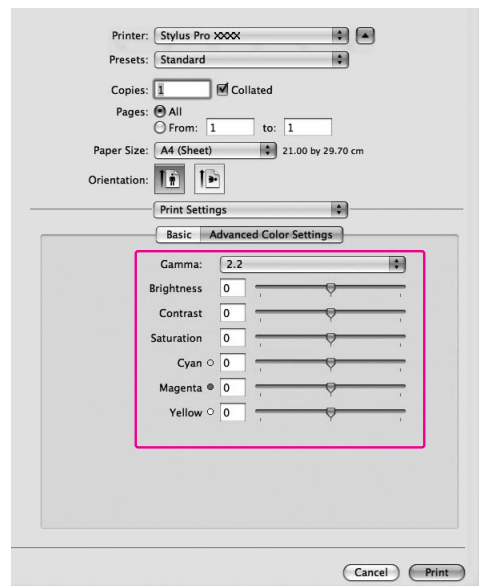 Printer: Stylus Pro XXXX
Presets: Standard
Copies: 1 Collated
Pages: All
From: 1 to: 1
Paper Size: A4 (Sheet) 21.00 by 29.70 cm
Orientation:
Print Settings
Basic Advanced Color Settings
Gamma: 2.2
Brightness 0
Contrast 0
Saturation 0
Cyan 0
Magenta 0
Yellow 0
Cancel Print